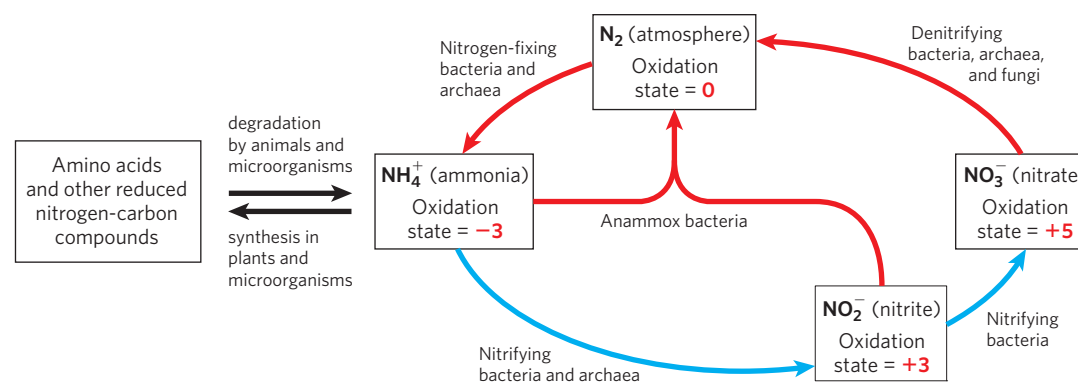 N₂ (atmosphere)
Oxidation
state = 0
Nitrogen-fixing
bacteria and
archaea
Denitrifying
bacteria, archaea,
and fungi
degradation
by animals and
microorganisms
Amino acids
and other reduced
nitrogen-carbon
compounds
synthesis in
plants and
microorganisms
NH₄⁺ (ammonia)
Oxidation
state = −3
Anammox bacteria
NO₃⁻ (nitrate
Oxidation
state = +5
NO₂⁻ (nitrite)
Oxidation
state = +3
Nitrifying
bacteria
Nitrifying
bacteria and archaea